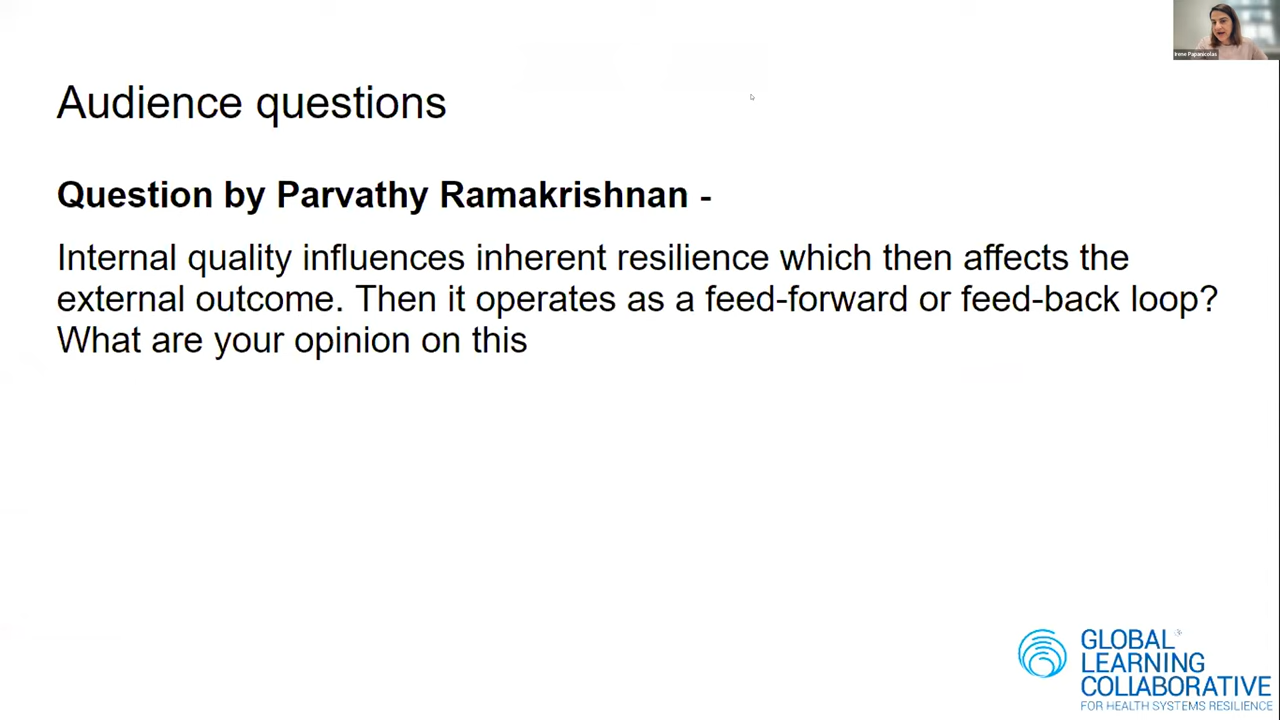 Irene Papanicolas
Audience questions
Question by Parvathy Ramakrishnan -
Internal quality influences inherent resilience which then affects the
external outcome. Then it operates as a feed-forward or feed-back loop?
What are your opinion on this
GLOBAL
LEARNING
COLLABORATIVE
FOR HEALTH SYSTEMS RESILIENCE